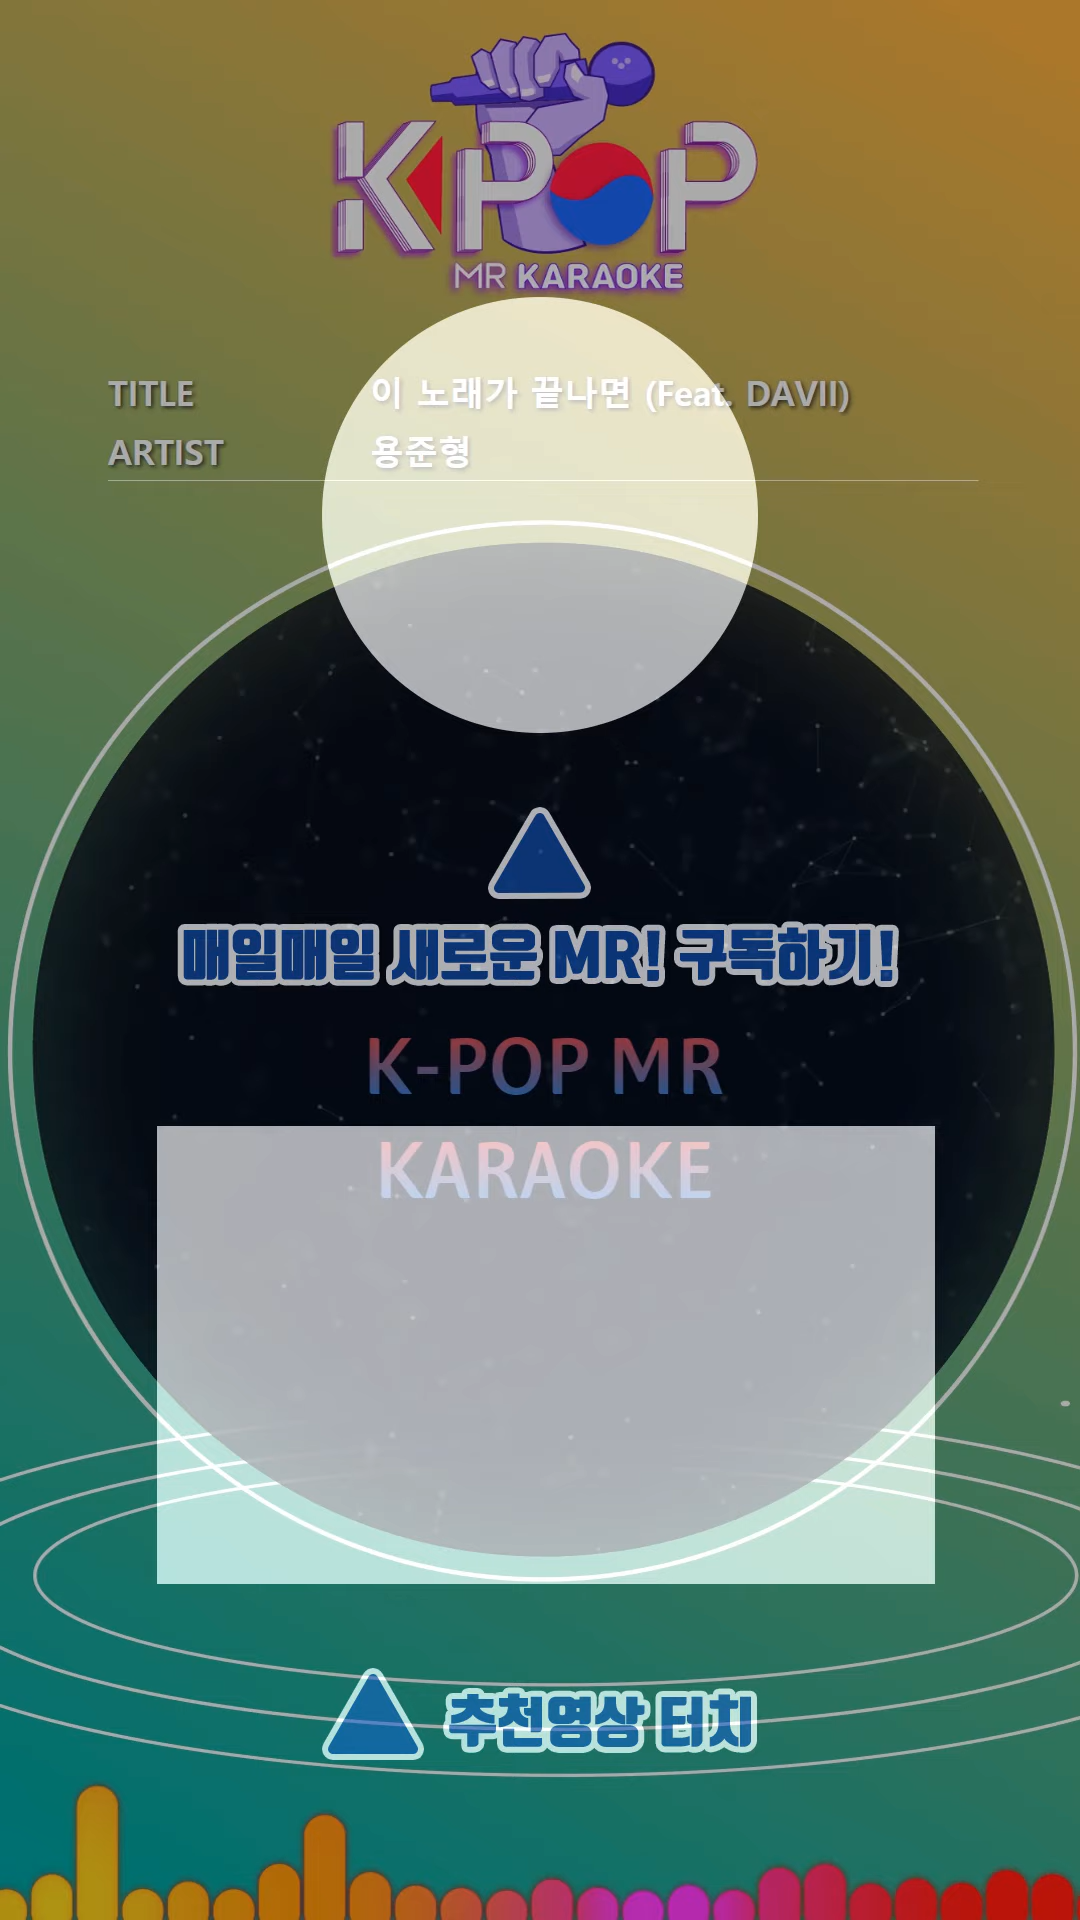 KPOP
MR KARAOKE
TITLE 이 노래가 끝나면 (Feat. DAVII)
ARTIST 용준형
매일매일 새로운 MR! 구독하기!
K-POP MR
KARAOKE
추천영상 터치